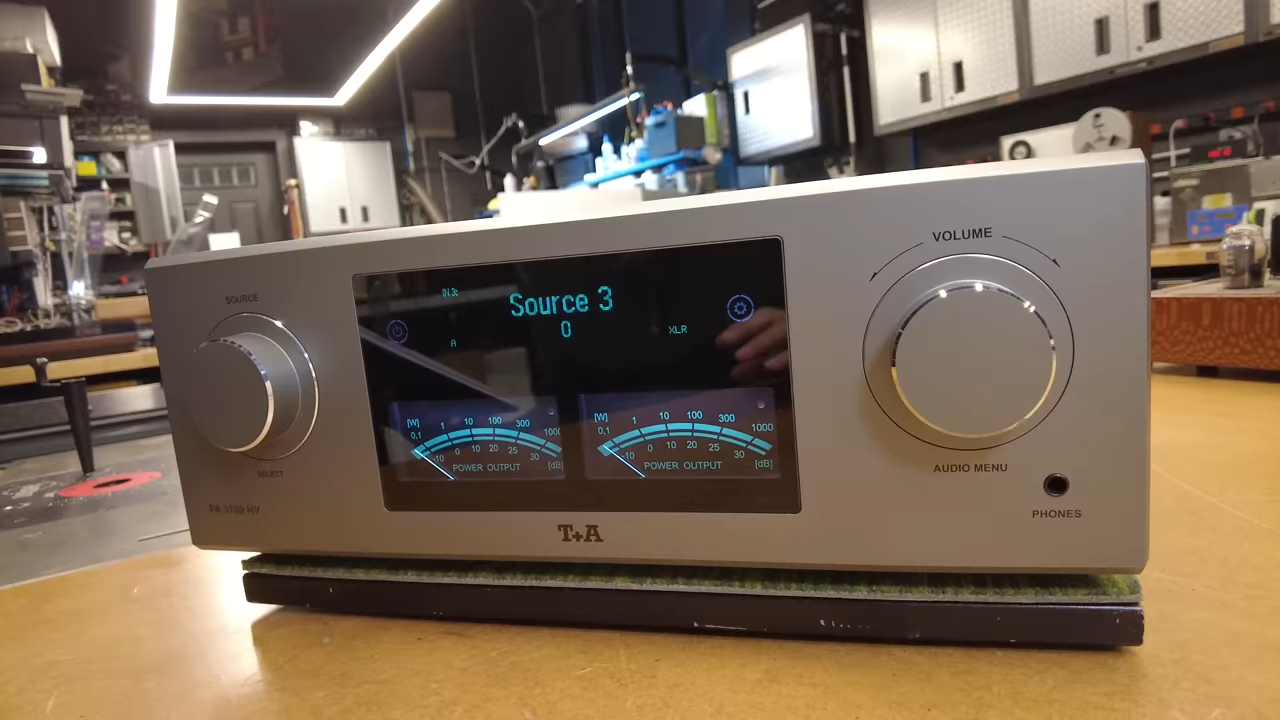 SOURCE
SELECT
PA 3100 HV
IN 3:
Source 3
0
A
XLR
[W]
0,1 1 10 100 300 1000
-10 0 10 20 25 30 [dB]
POWER OUTPUT
[W]
0,1 1 10 100 300 1000
-10 0 10 20 25 30 [dB]
POWER OUTPUT
T+A
VOLUME
AUDIO MENU
PHONES